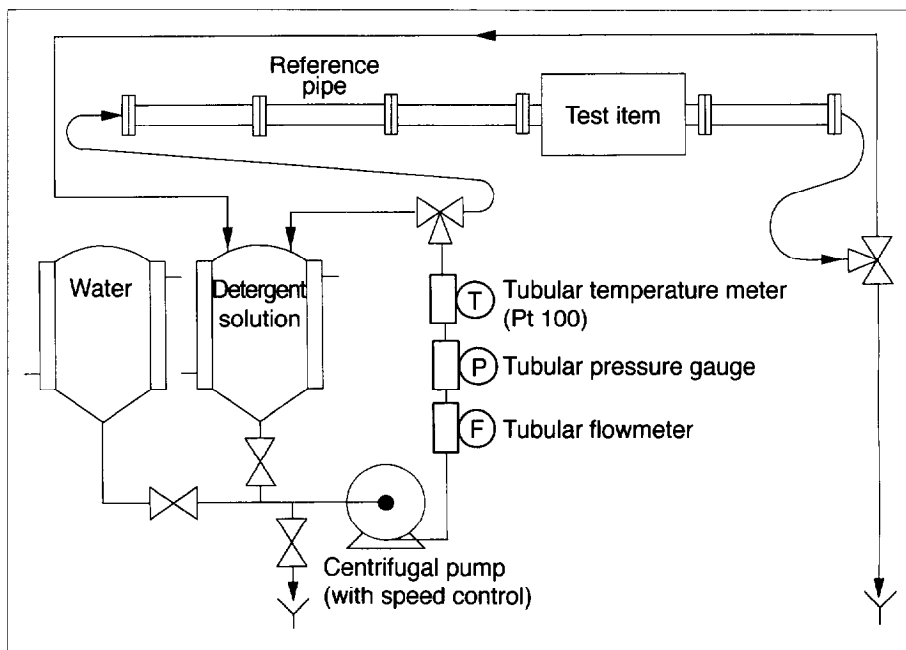 Reference
pipe
Test item
Water
Detergent
solution
T
Tubular temperature meter
(Pt 100)
P
Tubular pressure gauge
F
Tubular flowmeter
Centrifugal pump
(with speed control)